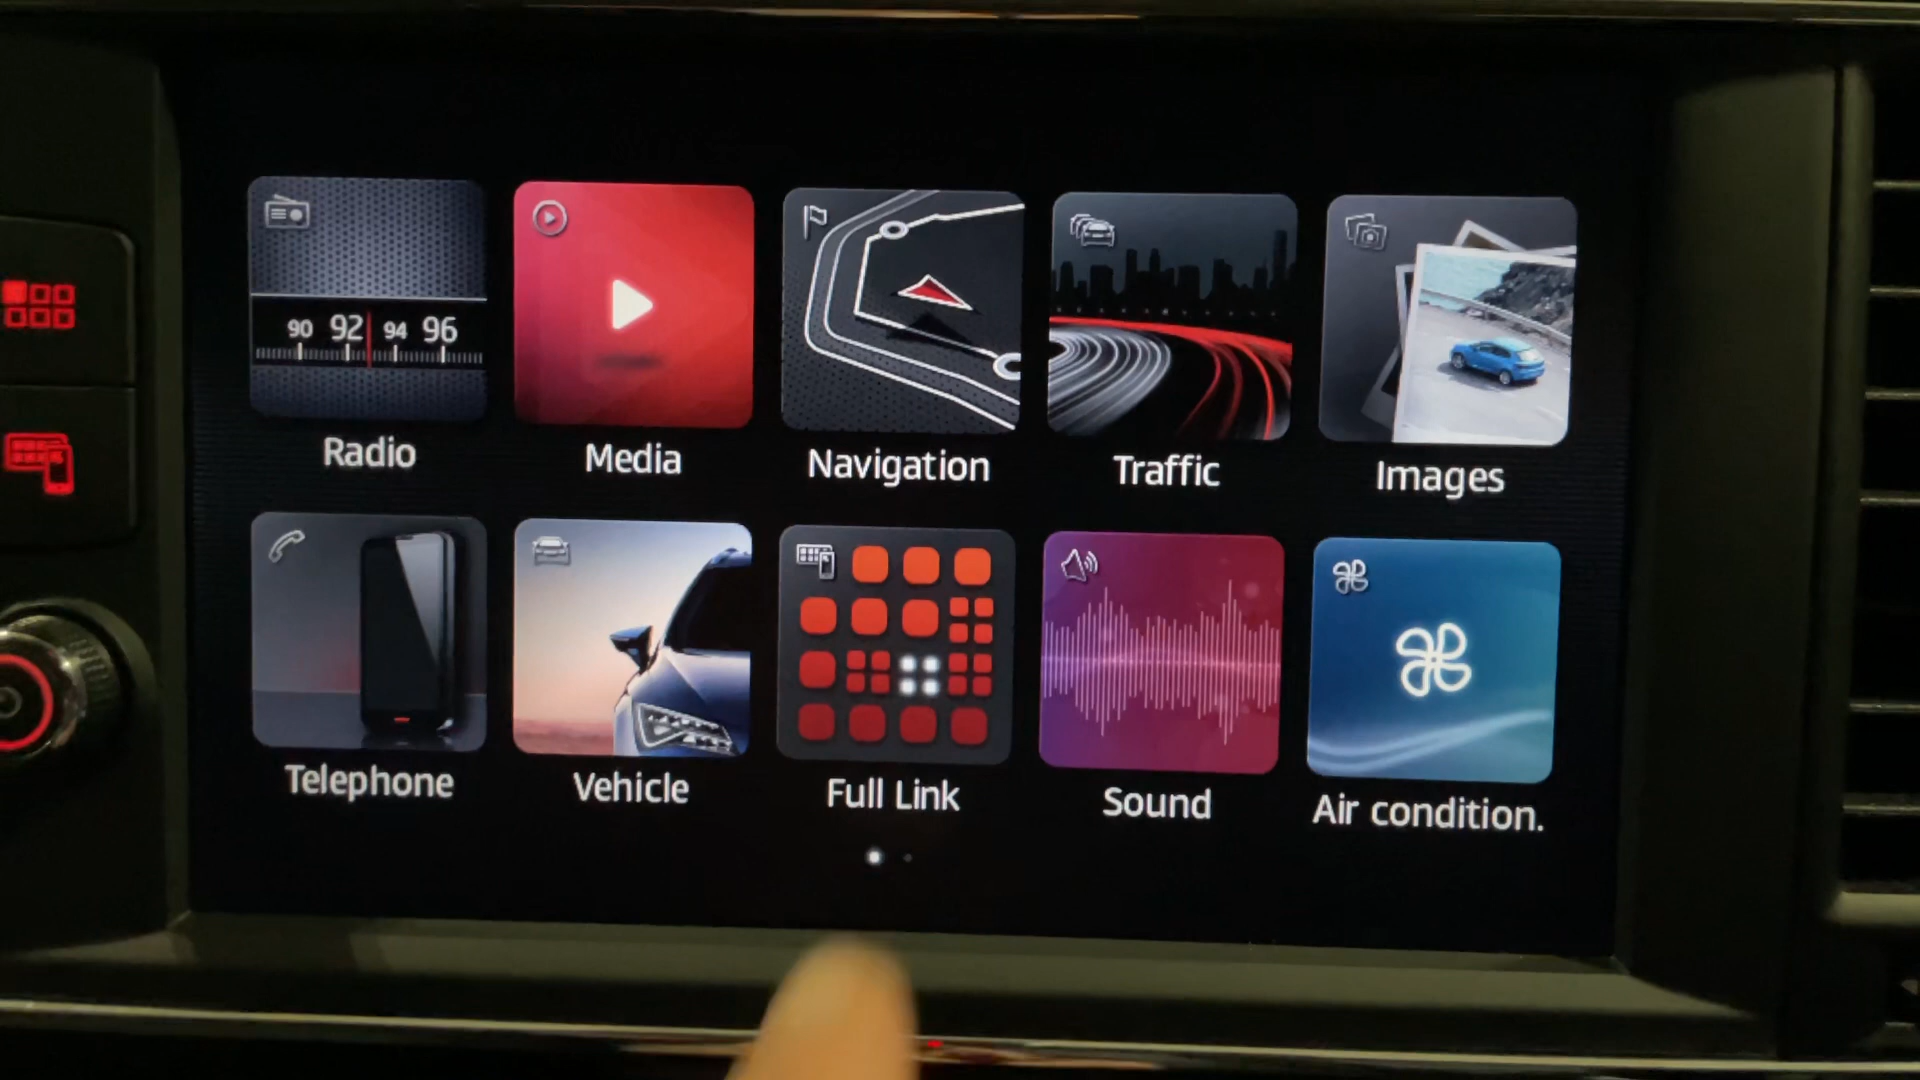 90 92 94 96
Radio
Media
Navigation
Traffic
Images
Telephone
Vehicle
Full Link
Sound
Air condition.